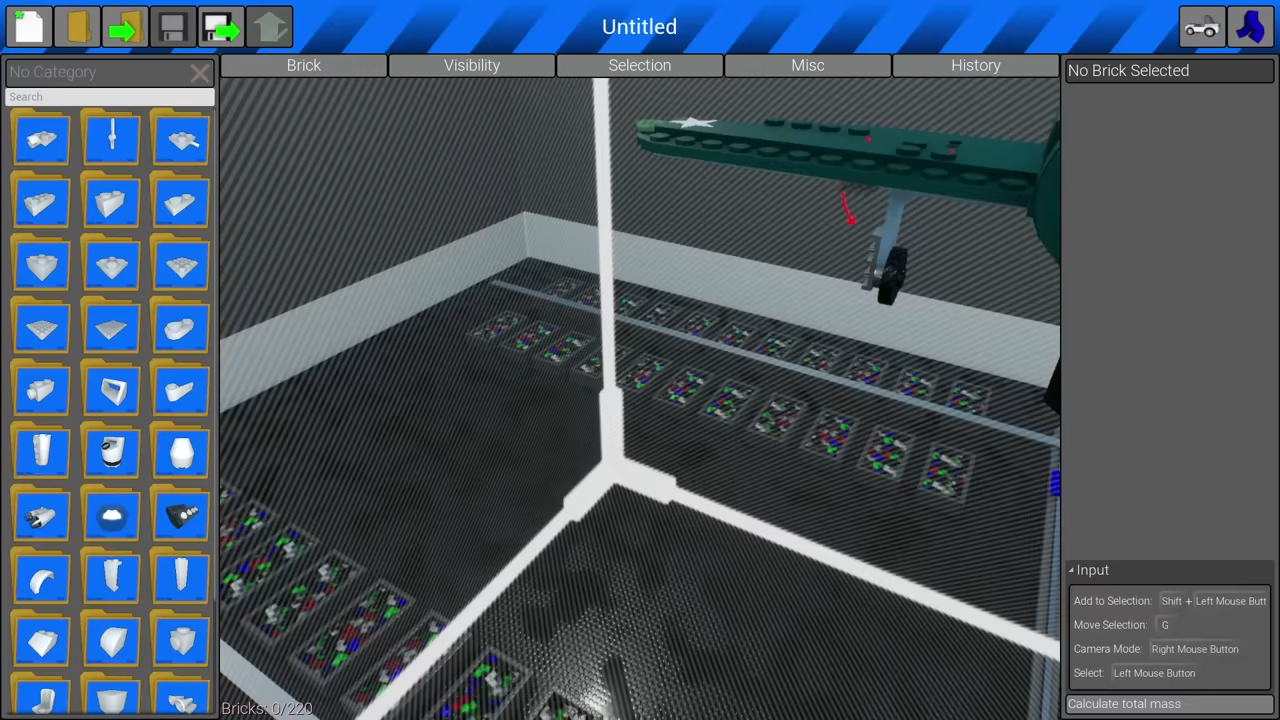 Untitled
No Category
Search
Brick
Visibility
Selection
Misc
History
No Brick Selected
Bricks: 0/220
Input
Add to Selection: Shift + Left Mouse Butt
Move Selection: G
Camera Mode: Right Mouse Button
Select: Left Mouse Button
Calculate total mass